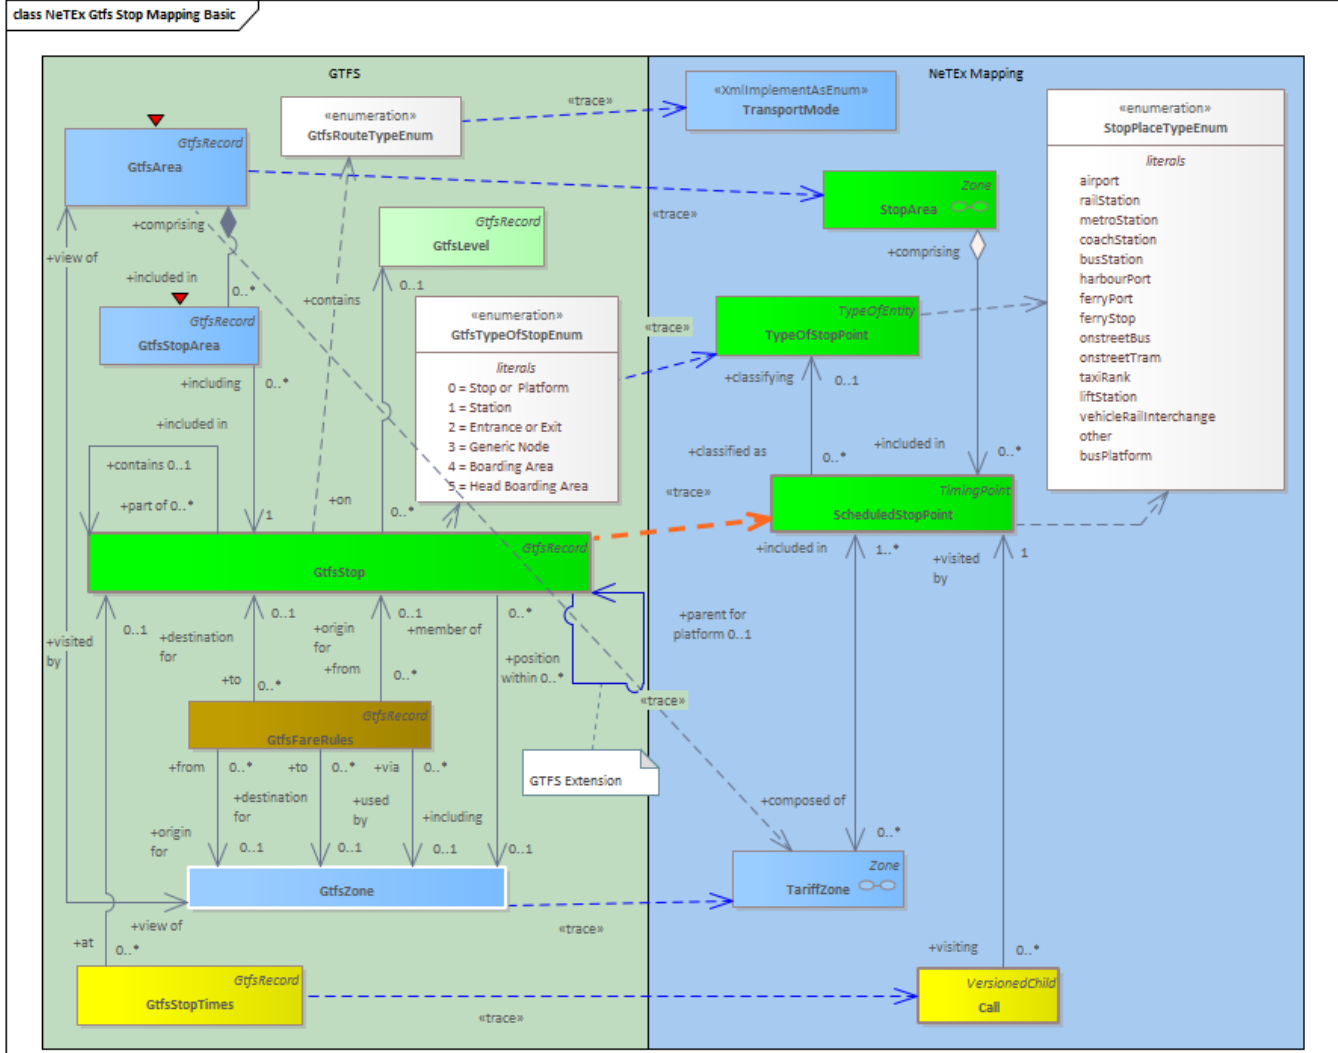 class NeTEx Gtfs Stop Mapping Basic
GTFS
NeTEx Mapping
«enumeration»
GtfsRouteTypeEnum
«trace»
«XmlImplementAsEnum»
TransportMode
«enumeration»
StopPlaceTypeEnum
literals
airport
railStation
metroStation
coachStation
busStation
harbourPort
ferryPort
ferryStop
onstreetBus
onstreetTram
taxiRank
liftStation
vehicleRailInterchange
other
busPlatform
GtfsRecord
GtfsArea
«trace»
Zone
StopArea
+comprising
+view of
+included in
0..*
GtfsRecord
GtfsLevel
0..1
+contains
+comprising
GtfsRecord
GtfsStopArea
+including
0..*
+included in
1
«enumeration»
GtfsTypeOfStopEnum
literals
0 = Stop or Platform
1 = Station
2 = Entrance or Exit
3 = Generic Node
4 = Boarding Area
5 = Head Boarding Area
«trace»
TypeOfEntity
TypeOfStopPoint
+classifying
0..1
+classified as
0..*
+included in
0..*
+contains 0..1
+part of 0..*
+on
0..*
«trace»
TimingPoint
ScheduledStopPoint
GtfsRecord
GtfsStop
+included in
1..*
+visited
by
1
0..1
+visited
by
+destination
for
0..1
+to
0..*
+origin
for
0..1
+from
0..*
+member of
0..*
+position
within 0..*
+parent for
platform 0..1
GtfsRecord
GtfsFareRules
«trace»
GTFS Extension
+from
0..*
+to
0..*
+via
0..*
+origin
for
0..1
+destination
for
0..1
+used
by
0..1
+including
0..1
+composed of
0..*
GtfsZone
Zone
TariffZone
«trace»
+view of
+at
0..*
+visiting
0..*
GtfsRecord
GtfsStopTimes
«trace»
VersionedChild
Call